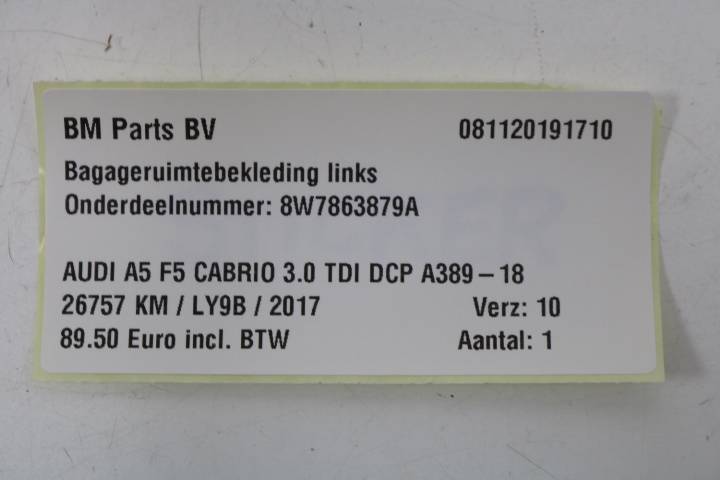 BM Parts BV 081120191710
Bagageruimtebekleding links
Onderdeelnummer: 8W7863879A
AUDI A5 F5 CABRIO 3.0 TDI DCP A389 – 18
26757 KM / LY9B / 2017 Verz: 10
89.50 Euro incl. BTW Aantal: 1